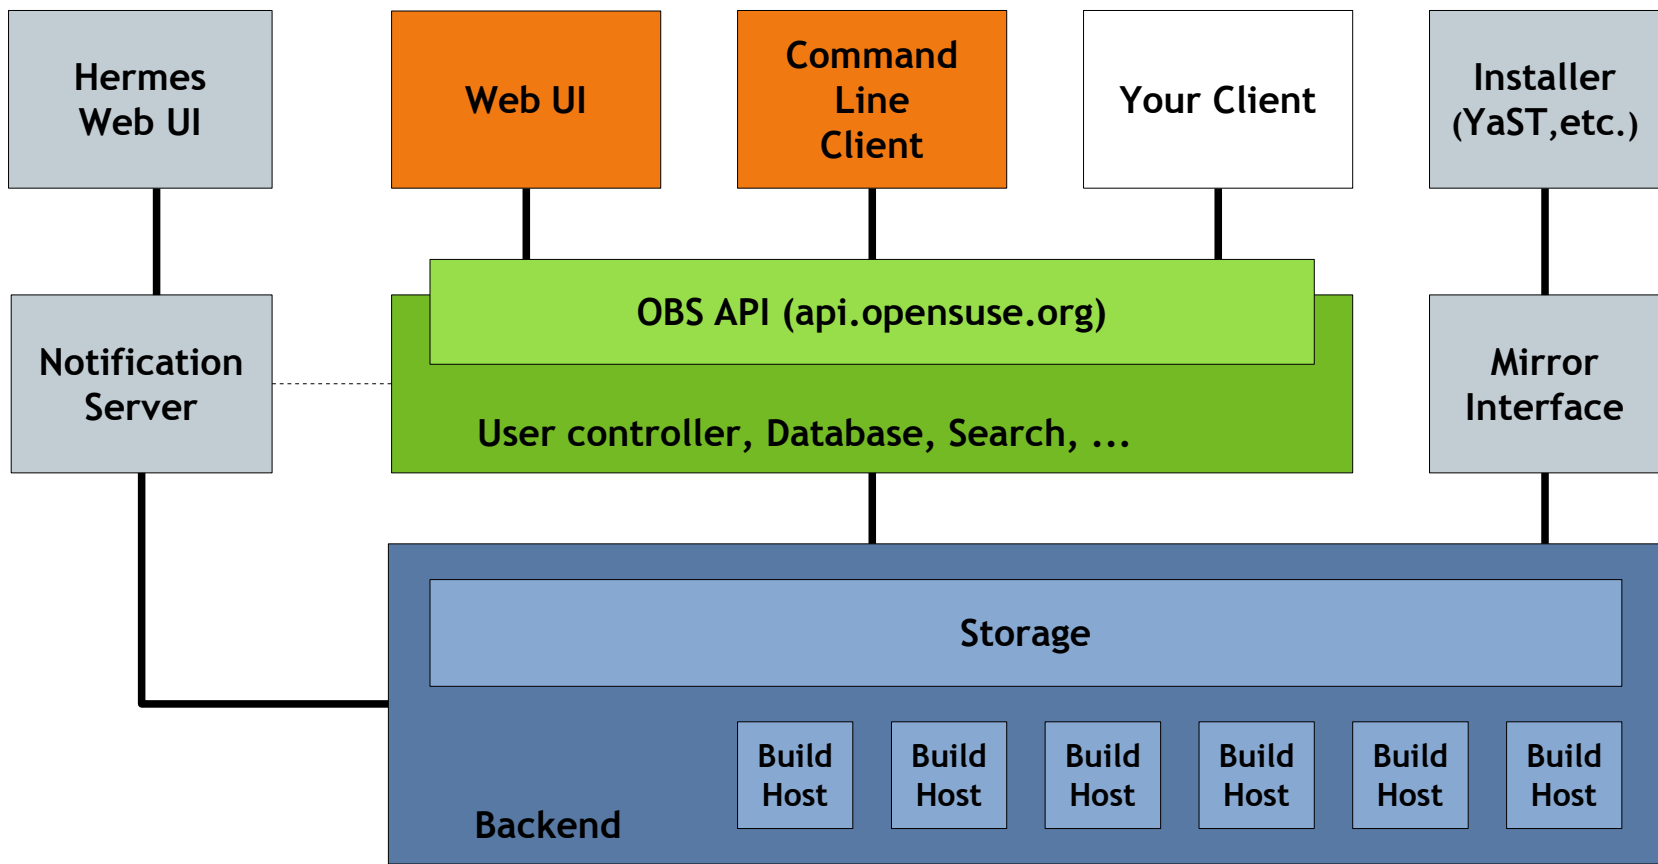 Hermes
Web UI
Web UI
Command
Line
Client
Your Client
Installer
(YaST,etc.)
OBS API (api.opensuse.org)
Notification
Server
User controller, Database, Search, ...
Mirror
Interface
Storage
Build
Host
Build
Host
Build
Host
Build
Host
Build
Host
Build
Host
Backend